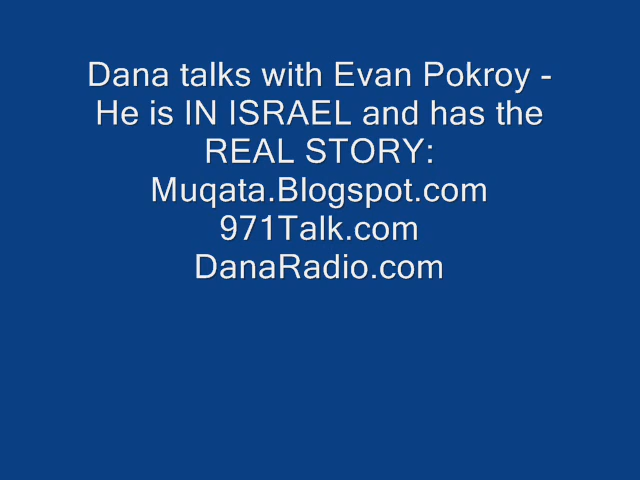 Dana talks with Evan Pokroy -
He is IN ISRAEL and has the
REAL STORY:
Muqata.Blogspot.com
971Talk.com
DanaRadio.com